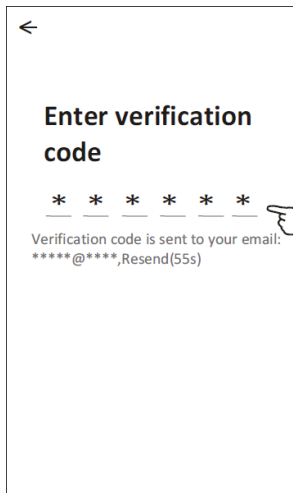 Enter verification
code
* * * * * *
Verification code is sent to your email:
*****@****,Resend(55s)